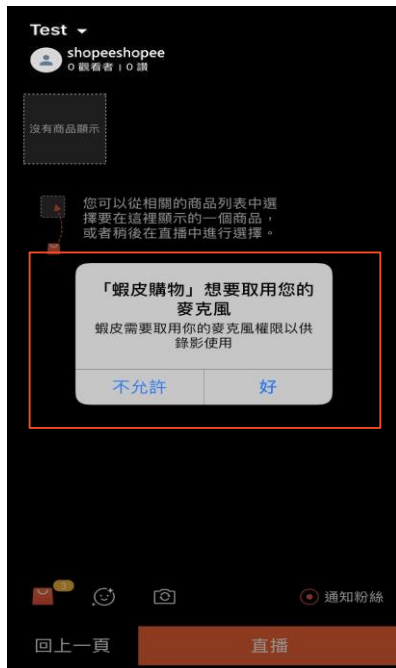 Test
shopeeshopee
0 觀看者 | 0 讚
沒有商品顯示
您可以從相關的商品列表中選
擇要在這裡顯示的一個商品，
或者稍後在直播中進行選擇。
「蝦皮購物」想要取用您的
麥克風
蝦皮需要取用你的麥克風權限以供
錄影使用
不允許
好
3
通知粉絲
回上一頁
直播